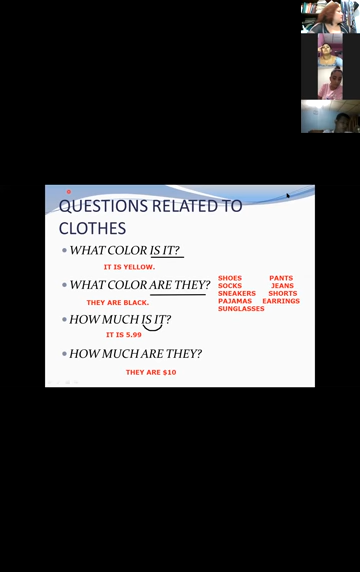 QUESTIONS RELATED TO
CLOTHES
WHAT COLOR IS IT?
IT IS YELLOW.
WHAT COLOR ARE THEY?
THEY ARE BLACK.
SHOES PANTS
SOCKS JEANS
SNEAKERS SHORTS
PAJAMAS EARRINGS
SUNGLASSES
HOW MUCH IS IT?
IT IS 5.99
HOW MUCH ARE THEY?
THEY ARE $10